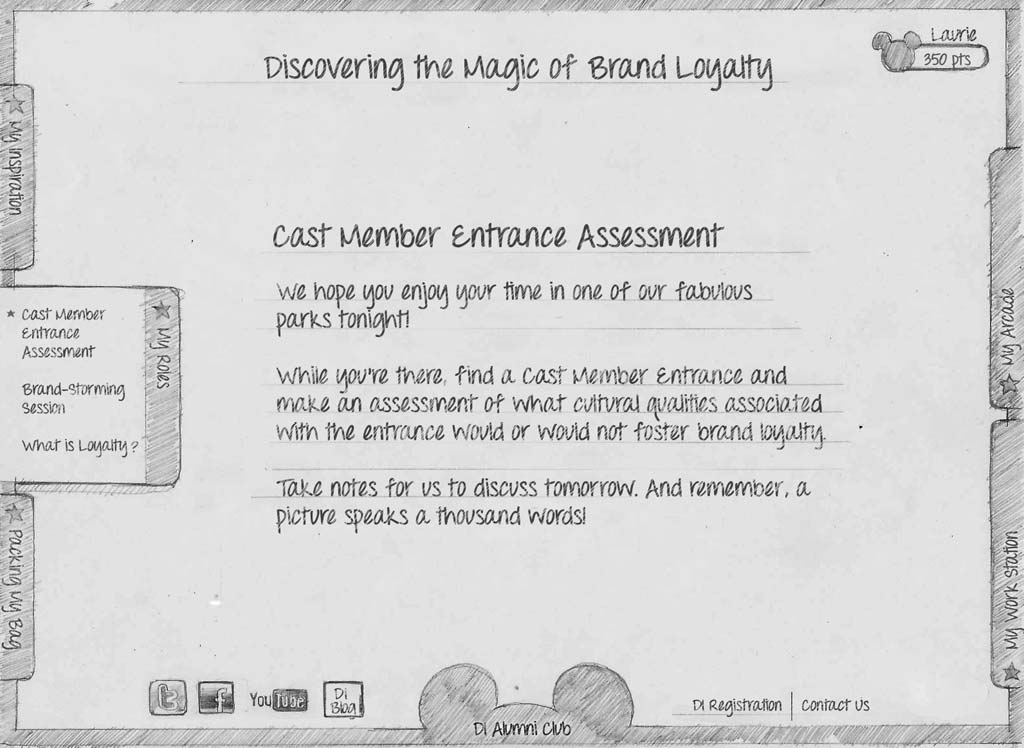 Laurie
350 pts
Discovering the Magic of Brand Loyalty
My Inspiration
Cast Member Entrance Assessment
We hope you enjoy your time in one of our fabulous
parks tonight!
While you're there, find a Cast Member Entrance and
make an assessment of what cultural qualities associated
with the entrance would or would not foster brand loyalty.
Take notes for us to discuss tomorrow. And remember, a
picture speaks a thousand words!
My Roles
Cast Member
Entrance
Assessment
Brand-Storming
Session
What is Loyalty?
Packing My Bag
My Arcade
My Work Station
t
f
YouTube
Di
Blog
Di Alumni Club
DI Registration
Contact Us